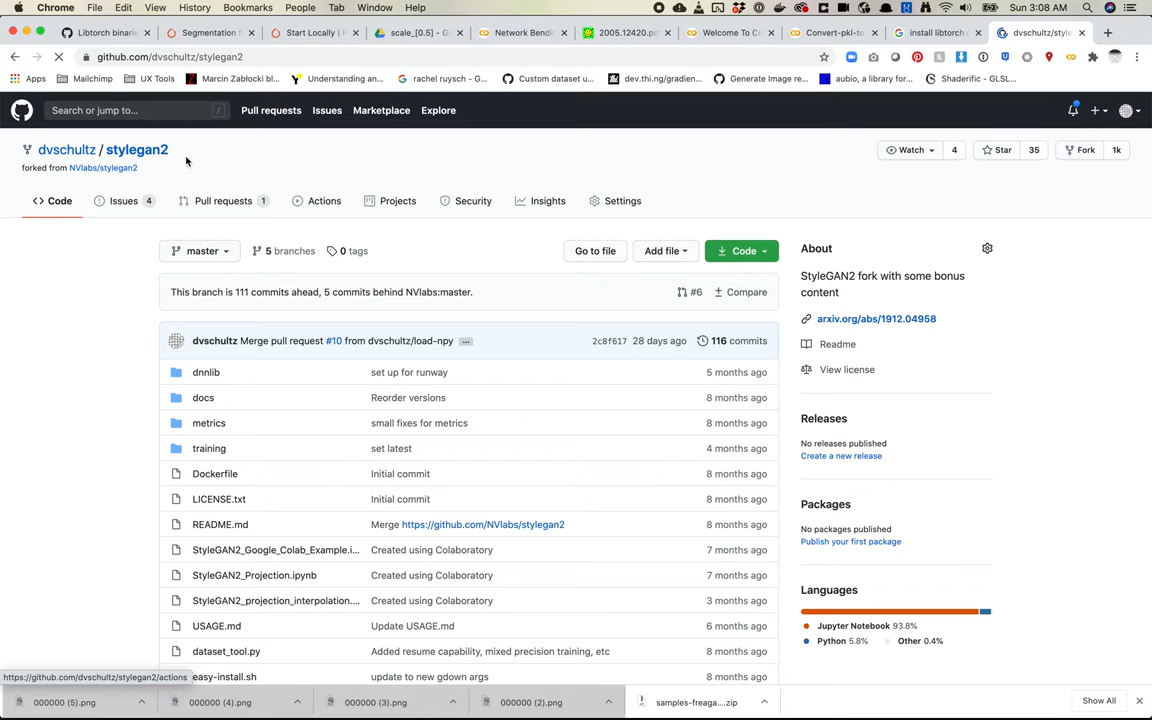 Chrome File Edit View History Bookmarks People Tab Window Help Sun 3:08 AM
Libtorch binarie Segmentation f Start Locally | P scale_[0.5] - G Network Bendin 2005.12420.pd Welcome To Co Convert-pkl-to install libtorch dvschultz/style
github.com/dvschultz/stylegan2
Apps Mailchimp UX Tools Marcin Zabłocki bl... Understanding an... rachel ruysch - G... Custom dataset u... dev.thi.ng/gradien... Generate Image re... aubio, a library for... Shaderific - GLSL...
Search or jump to... / Pull requests Issues Marketplace Explore
dvschultz / stylegan2 Watch 4 Star 35 Fork 1k
forked from NVlabs/stylegan2
Code Issues 4 Pull requests 1 Actions Projects Security Insights Settings
master 5 branches 0 tags Go to file Add file Code
This branch is 111 commits ahead, 5 commits behind NVlabs:master. #6 Compare
dvschultz Merge pull request #10 from dvschultz/load-npy ... 2c8f617 28 days ago 116 commits
dnnlib set up for runway 5 months ago
docs Reorder versions 8 months ago
metrics small fixes for metrics 8 months ago
training set latest 4 months ago
Dockerfile Initial commit 8 months ago
LICENSE.txt Initial commit 8 months ago
README.md Merge https://github.com/NVlabs/stylegan2 8 months ago
StyleGAN2_Google_Colab_Example.i... Created using Colaboratory 7 months ago
StyleGAN2_Projection.ipynb Created using Colaboratory 7 months ago
StyleGAN2_projection_interpolation.... Created using Colaboratory 3 months ago
USAGE.md Update USAGE.md 6 months ago
dataset_tool.py Added resume capability, mixed precision training, etc 8 months ago
easy-install.sh update to new gdown args 8 months ago
About
StyleGAN2 fork with some bonus
content
arxiv.org/abs/1912.04958
Readme
View license
Releases
No releases published
Create a new release
Packages
No packages published
Publish your first package
Languages
Jupyter Notebook 93.8%
Python 5.8% Other 0.4%
https://github.com/dvschultz/stylegan2/actions
000000 (5).png 000000 (4).png 000000 (3).png 000000 (2).png samples-freaga....zip Show All